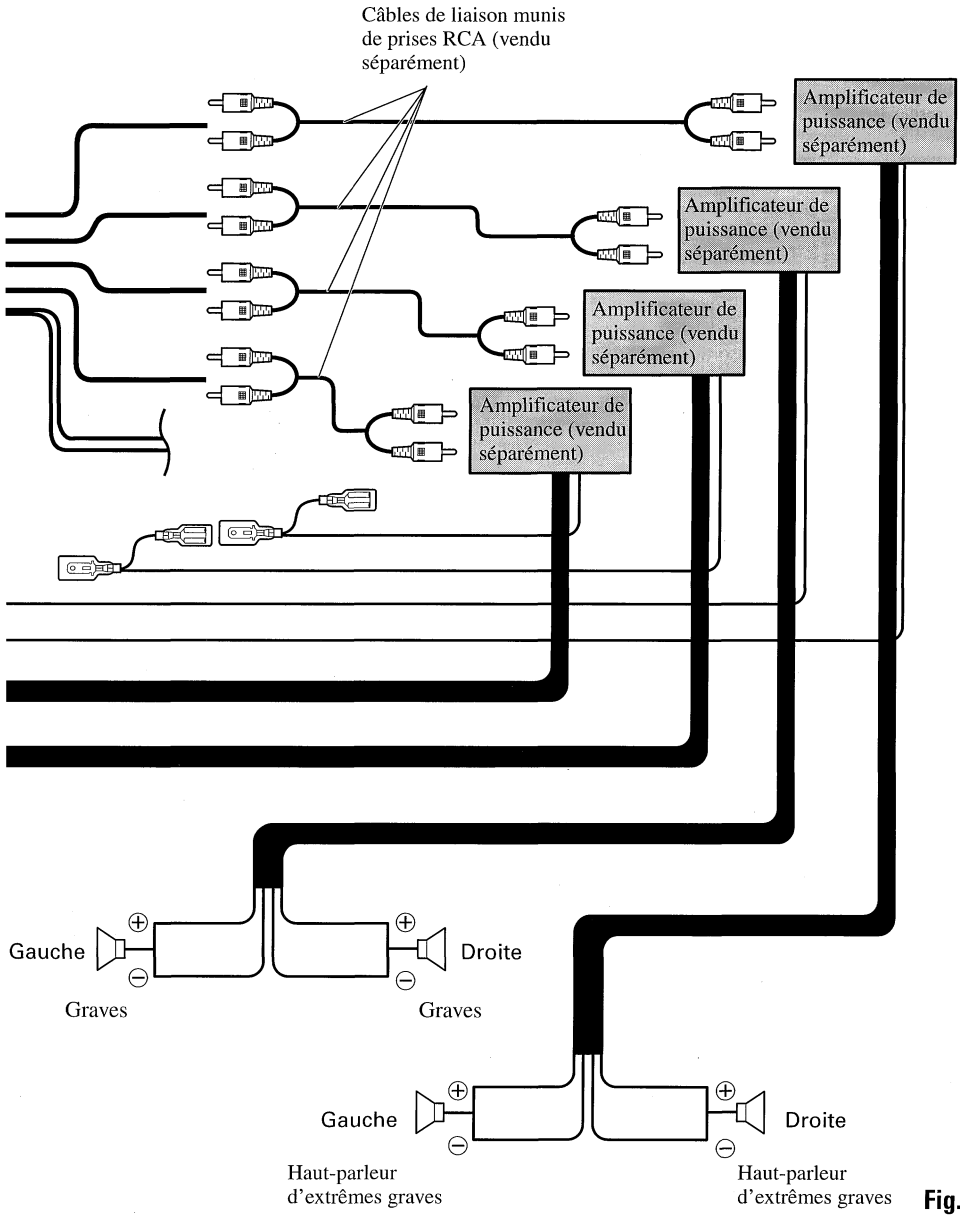 Câbles de liaison munis
de prises RCA (vendu
séparément)
Amplificateur de
puissance (vendu
séparément)
Amplificateur de
puissance (vendu
séparément)
Amplificateur de
puissance (vendu
séparément)
Amplificateur de
puissance (vendu
séparément)
+ +
Gauche Droite
− −
Graves Graves
+ +
Gauche Droite
− −
Haut-parleur Haut-parleur
d'extrêmes graves d'extrêmes graves Fig.